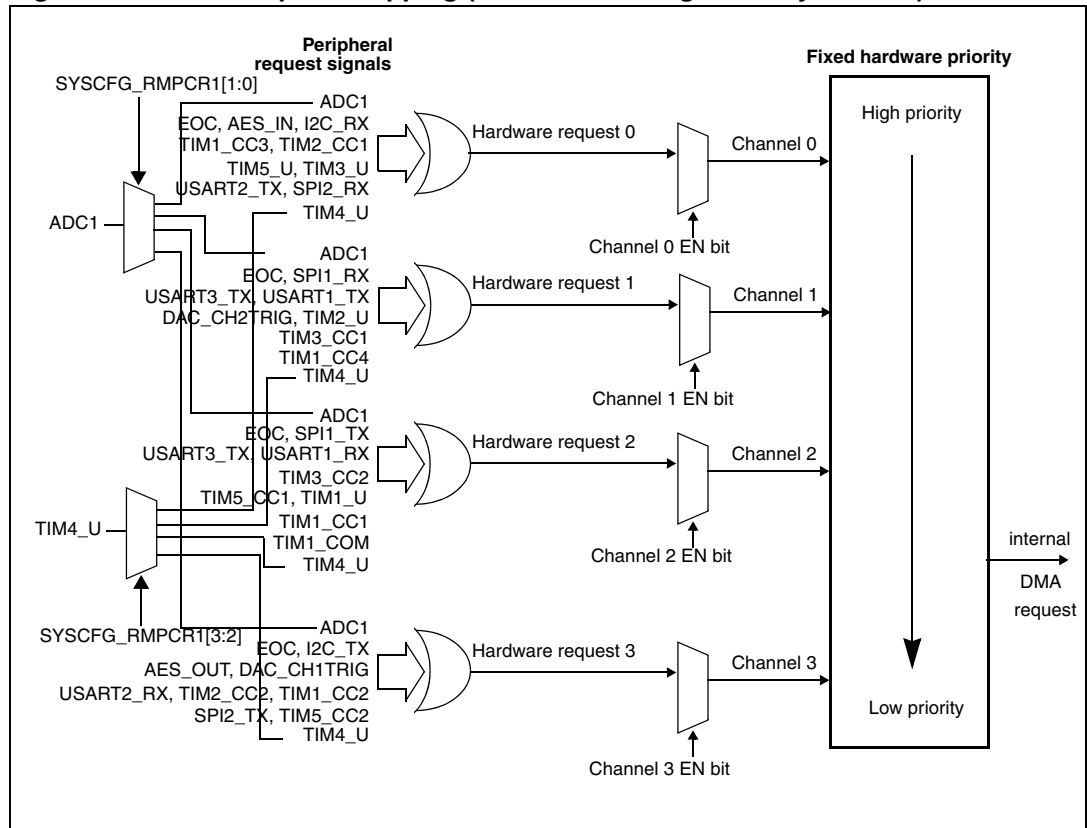 Peripheral
request signals
Fixed hardware priority
SYSCFG_RMPCR1[1:0]
ADC1
EOC, AES_IN, I2C_RX
TIM1_CC3, TIM2_CC1
TIM5_U, TIM3_U
USART2_TX, SPI2_RX
TIM4_U
Hardware request 0
Channel 0
High priority
ADC1
Channel 0 EN bit
ADC1
EOC, SPI1_RX
USART3_TX, USART1_TX
DAC_CH2TRIG, TIM2_U
TIM3_CC1
TIM1_CC4
TIM4_U
Hardware request 1
Channel 1
Channel 1 EN bit
ADC1
EOC, SPI1_TX
USART3_TX, USART1_RX
TIM3_CC2
TIM5_CC1, TIM1_U
TIM1_CC1
TIM1_COM
TIM4_U
Hardware request 2
Channel 2
Channel 2 EN bit
TIM4_U
internal
DMA
request
SYSCFG_RMPCR1[3:2]
ADC1
EOC, I2C_TX
AES_OUT, DAC_CH1TRIG
USART2_RX, TIM2_CC2, TIM1_CC2
SPI2_TX, TIM5_CC2
TIM4_U
Hardware request 3
Channel 3
Low priority
Channel 3 EN bit